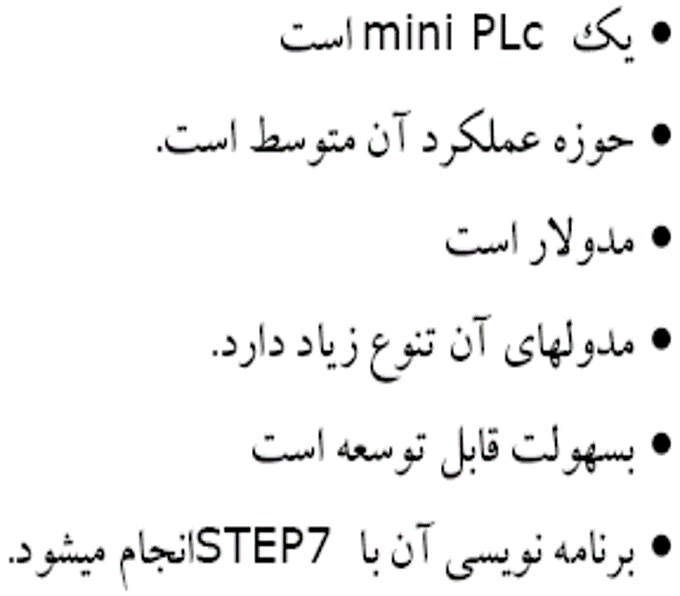 • یک mini PLc است
• حوزه عملکرد آن متوسط است.
• مدولار است
• مدولهای آن تنوع زیاد دارد.
• بسهولت قابل توسعه است
• برنامه نویسی آن با STEP7انجام میشود.